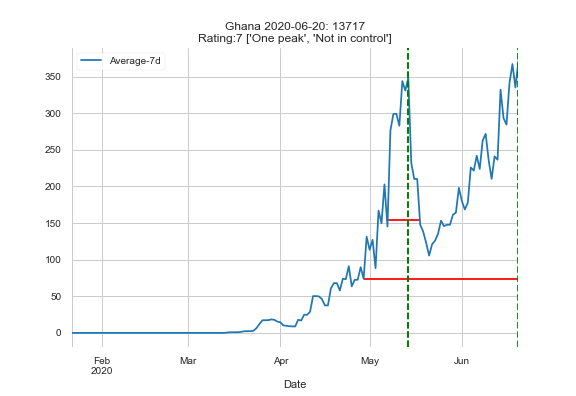 Ghana 2020-06-20: 13717
Rating:7 ['One peak', 'Not in control']
Average-7d
350
300
250
200
150
100
50
0
Feb
2020
Mar
Apr
May
Jun
Date